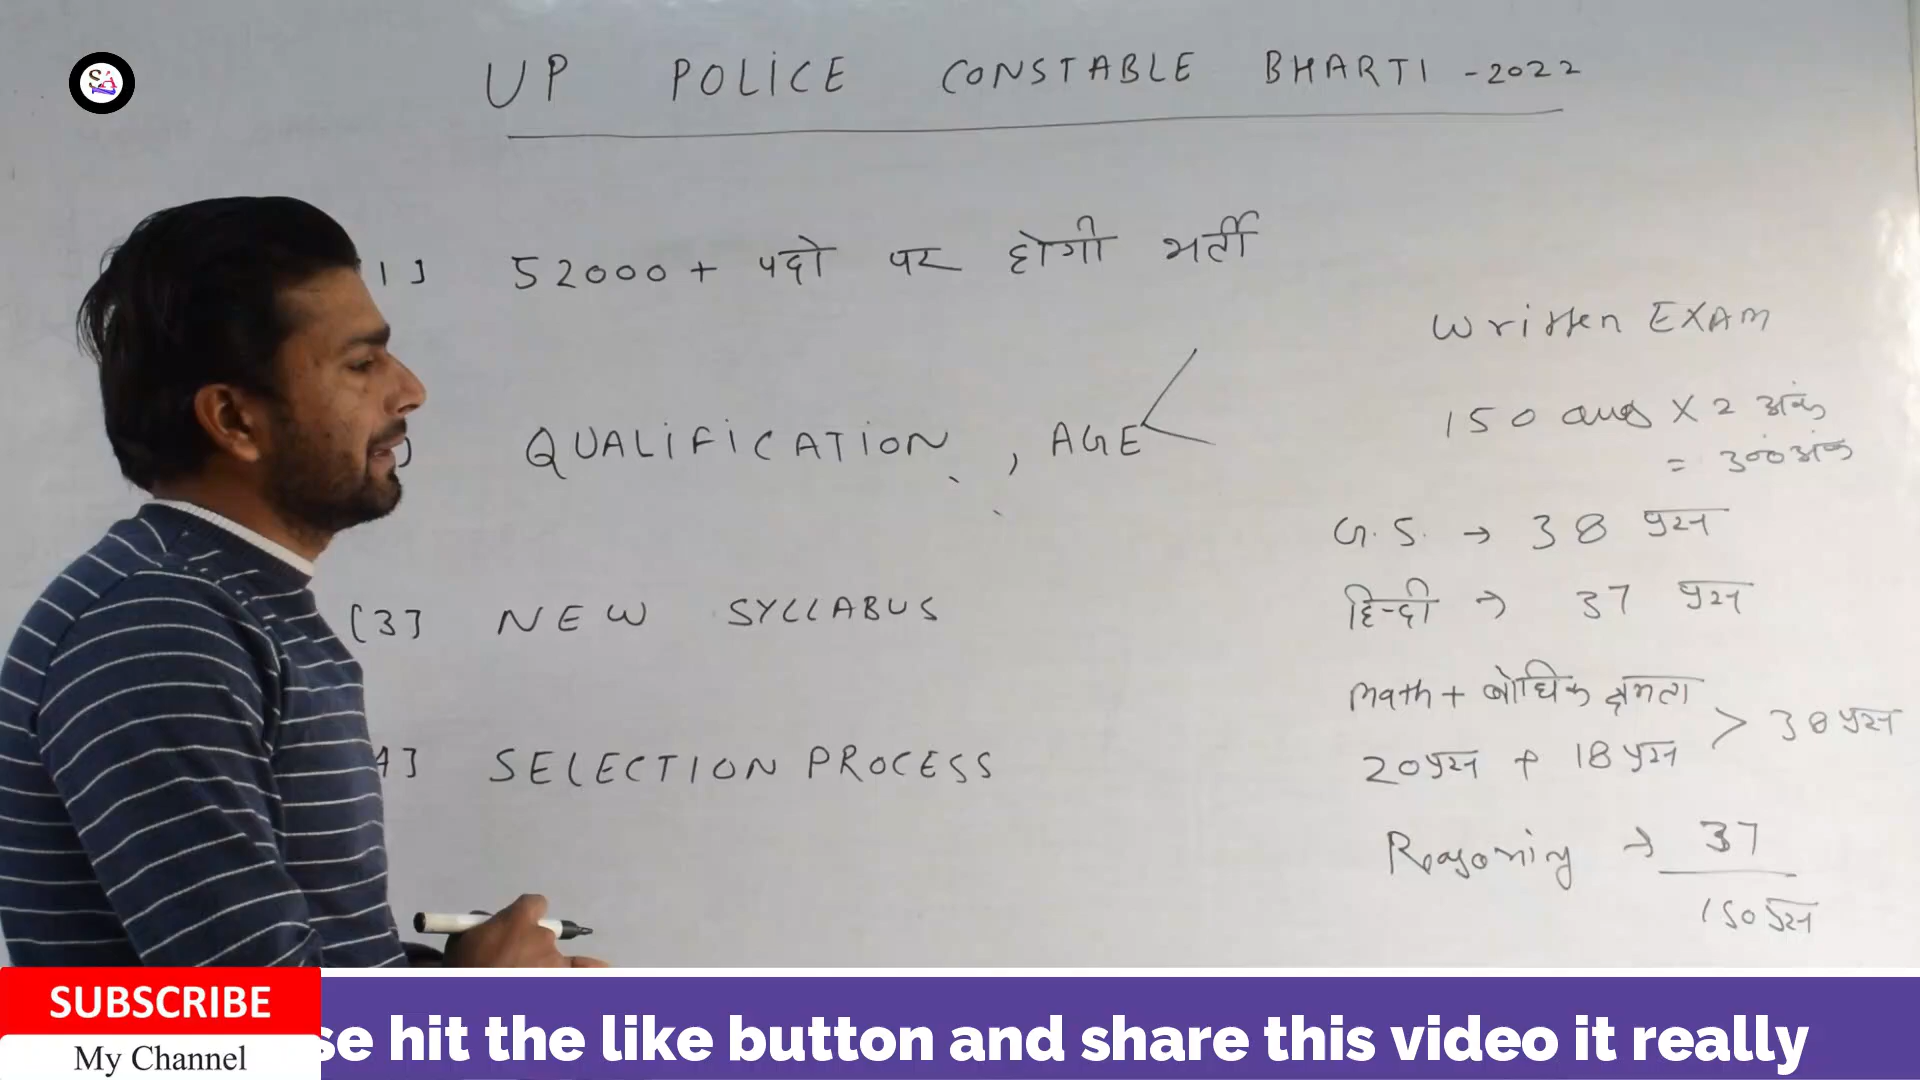 UP POLICE CONSTABLE BHARTI -2022
1] 52000+ पदो पर होगी भर्ती
QUALIFICATION, AGE
[3] NEW SYLLABUS
4] SELECTION PROCESS
Written EXAM
150 ques X 2 अंक
= 300 अंक
G.S. → 38 प्रश्न
हिन्दी → 37 प्रश्न
Math + बौधिक क्षमता
20 प्रश्न + 18 प्रश्न > 38 प्रश्न
Reasoning → 37
150 प्रश्न
SUBSCRIBE
My Channel
se hit the like button and share this video it really